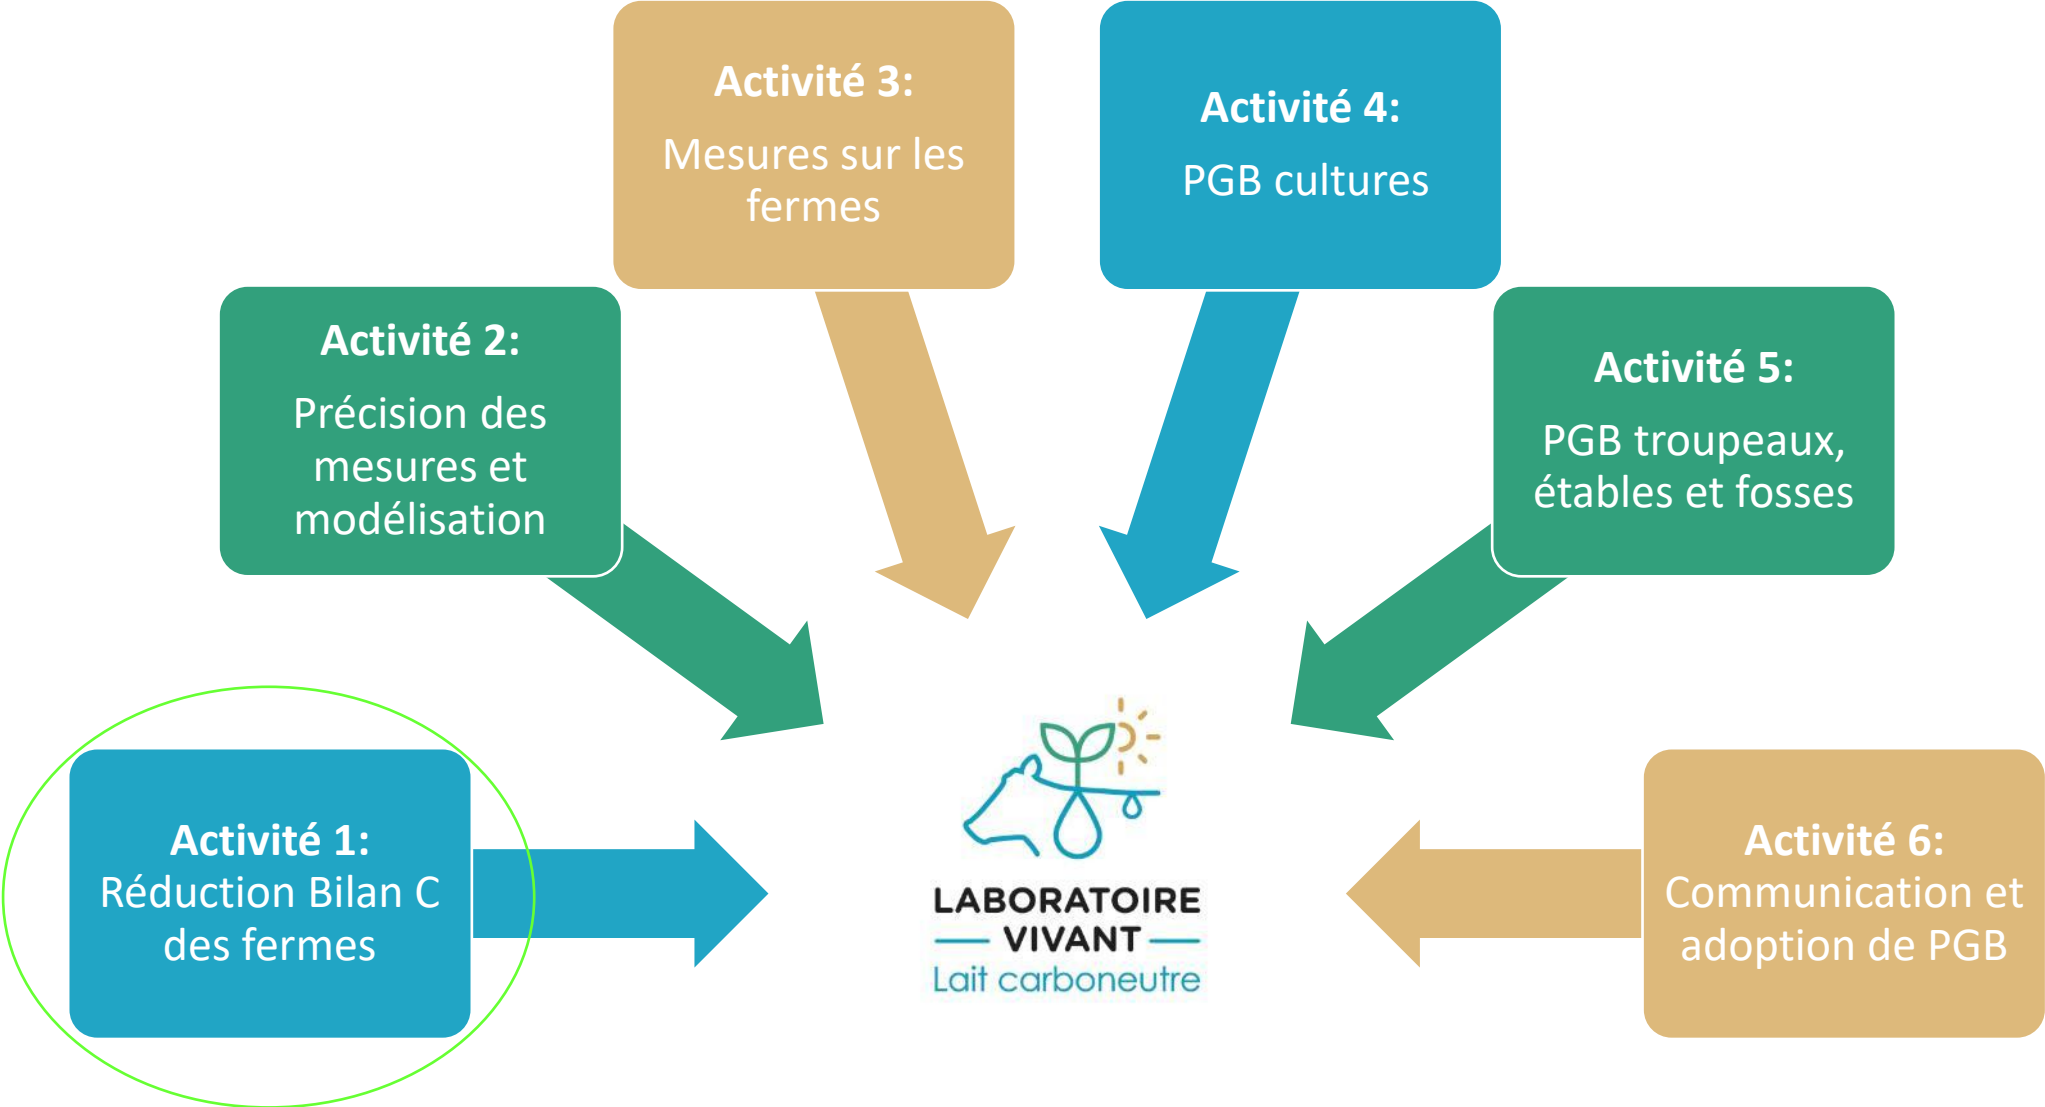 Activité 1:
Réduction Bilan C
des fermes
Activité 2:
Précision des
mesures et
modélisation
Activité 3:
Mesures sur les
fermes
Activité 4:
PGB cultures
Activité 5:
PGB troupeaux,
étables et fosses
Activité 6:
Communication et
adoption de PGB
LABORATOIRE
VIVANT
Lait carboneutre